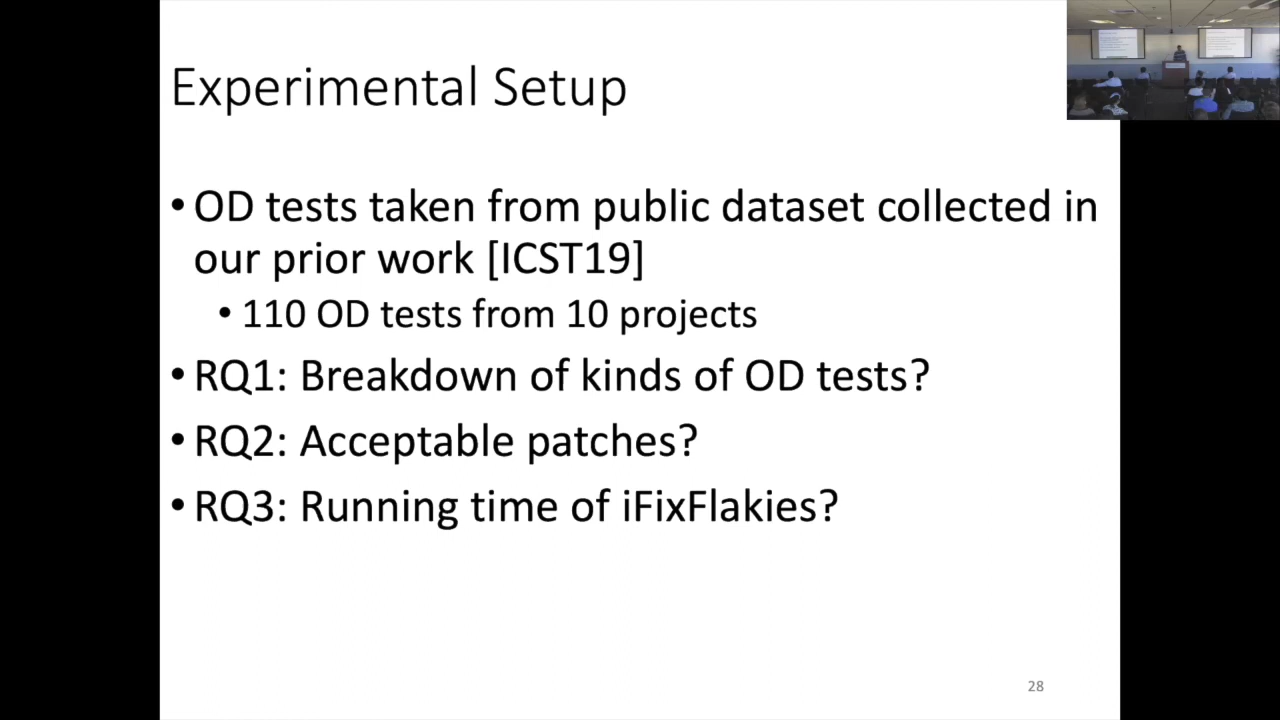 Experimental Setup
• OD tests taken from public dataset collected in
our prior work [ICST19]
• 110 OD tests from 10 projects
• RQ1: Breakdown of kinds of OD tests?
• RQ2: Acceptable patches?
• RQ3: Running time of iFixFlakies?
28